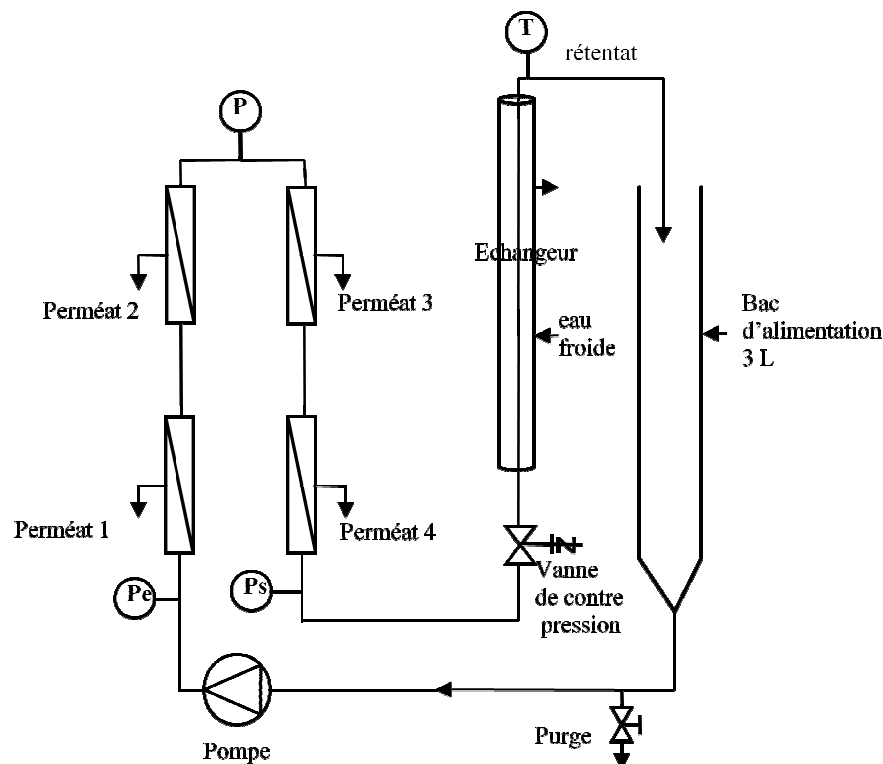 T
rétentat
P
Echangeur
Perméat 2
Perméat 3
eau
froide
Bac
d'alimentation
3 L
Perméat 1
Perméat 4
Pe
Ps
Vanne
de contre
pression
Purge
Pompe